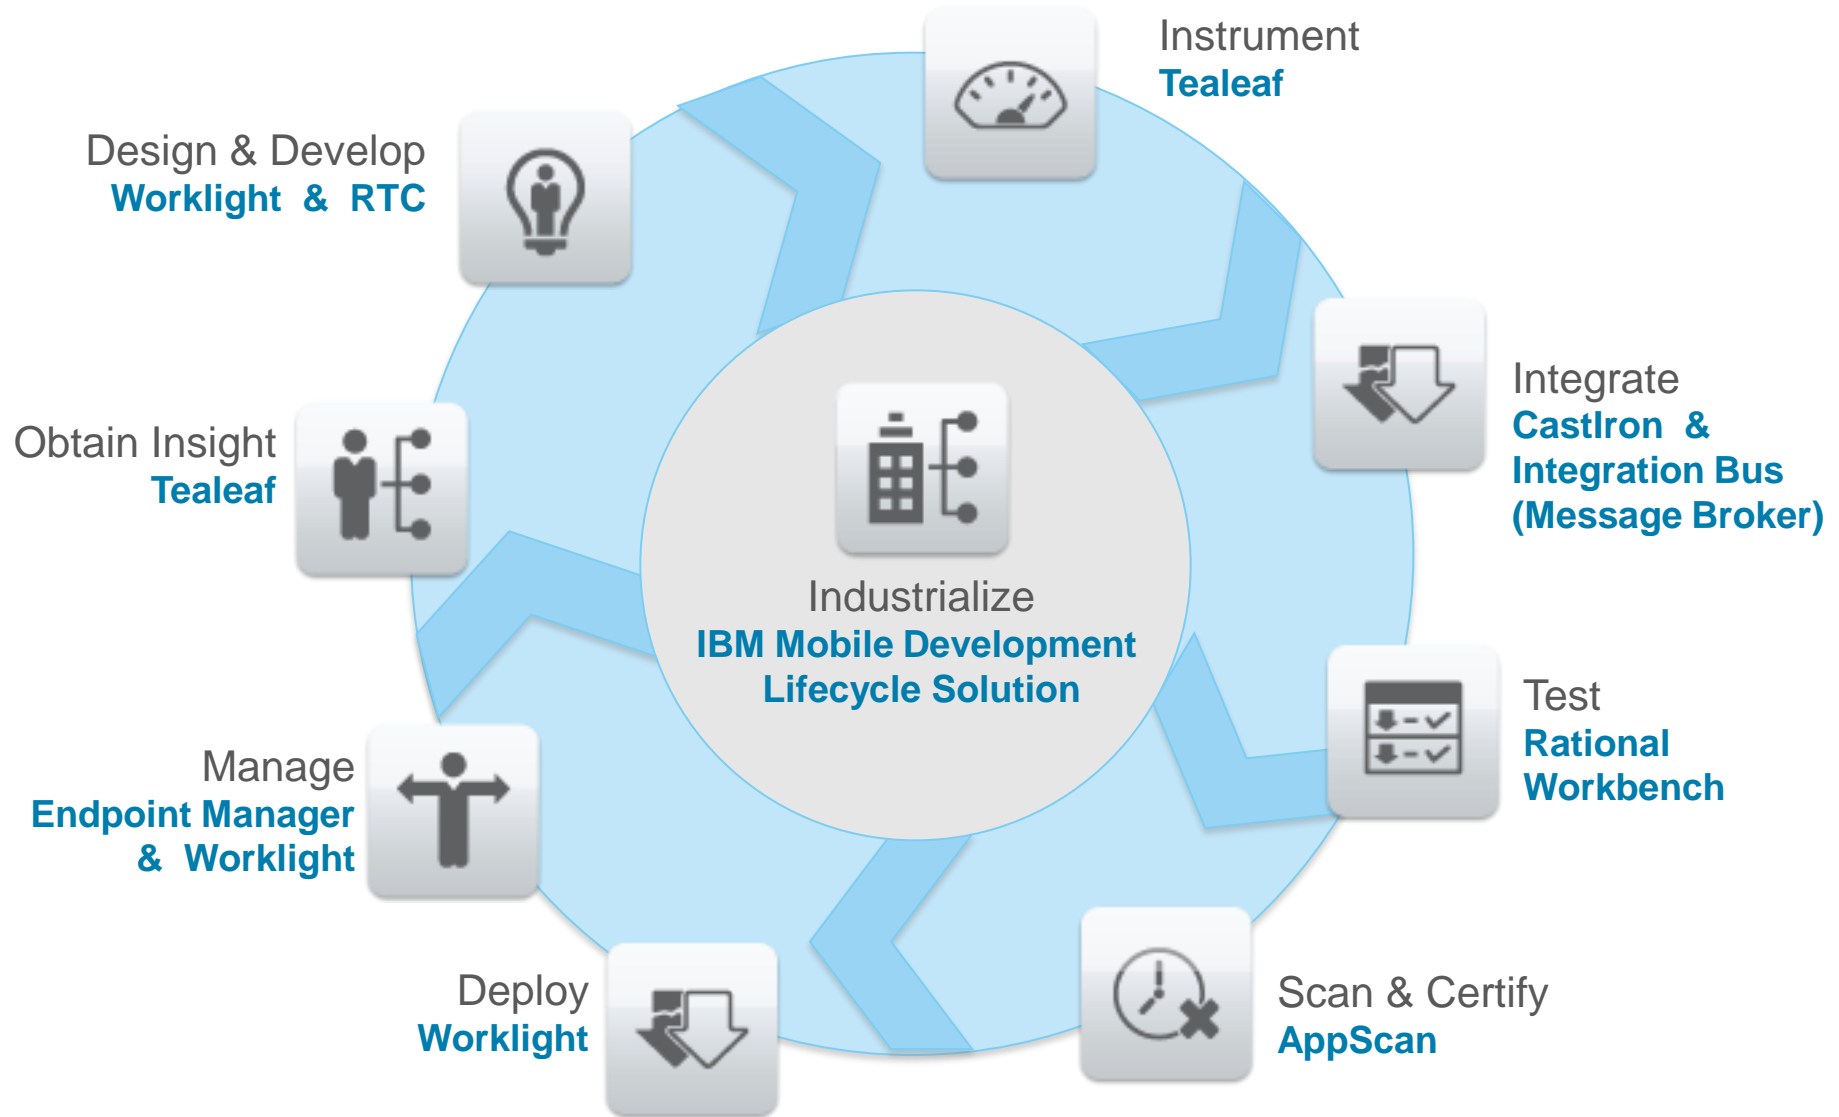 Instrument
Tealeaf
Design & Develop
Worklight & RTC
Integrate
CastIron &
Integration Bus
(Message Broker)
Obtain Insight
Tealeaf
Industrialize
IBM Mobile Development
Lifecycle Solution
Test
Rational
Workbench
Manage
Endpoint Manager
& Worklight
Deploy
Worklight
Scan & Certify
AppScan